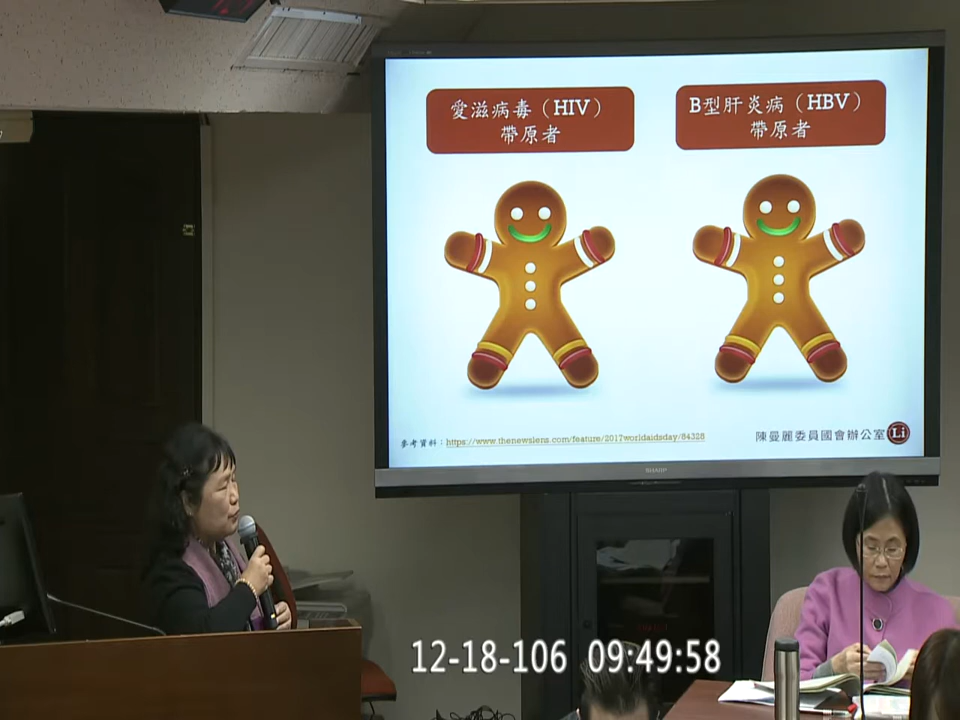 愛滋病毒（HIV）
帶原者
B型肝炎病（HBV）
帶原者
參考資料：https://www.thenewslens.com/feature/2017worldaidsday/84328
陳曼麗委員國會辦公室 Li
SHARP
12-18-106 09:49:58